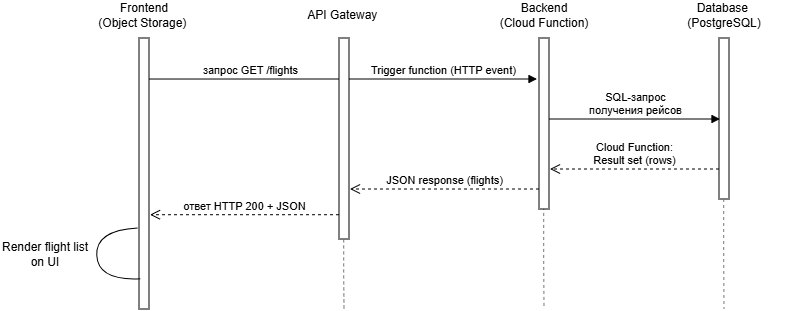 Frontend
(Object Storage)
API Gateway
Backend
(Cloud Function)
Database
(PostgreSQL)
запрос GET /flights
Trigger function (HTTP event)
SQL-запрос
получения рейсов
Cloud Function:
Result set (rows)
JSON response (flights)
ответ HTTP 200 + JSON
Render flight list
on UI